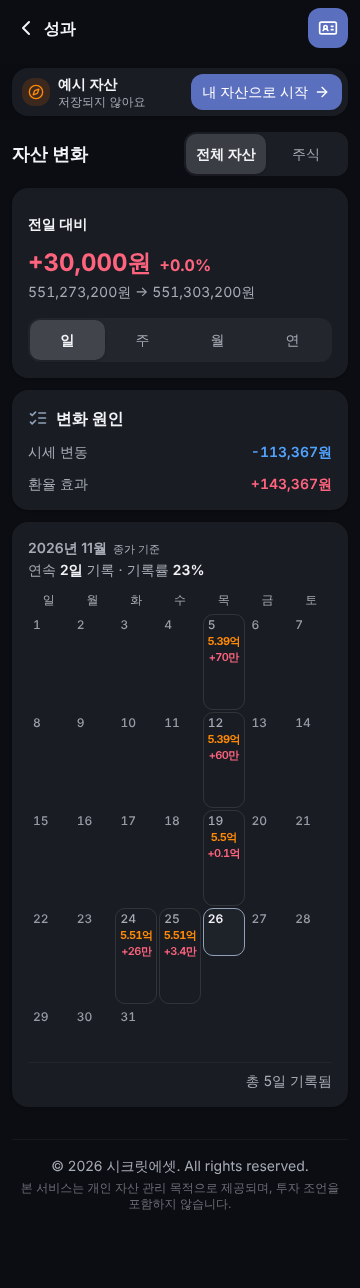 성과
예시 자산
저장되지 않아요
내 자산으로 시작 →
자산 변화
전체 자산 주식
전일 대비
+30,000원 +0.0%
551,273,200원 → 551,303,200원
일 주 월 연
변화 원인
시세 변동 -113,367원
환율 효과 +143,367원
2026년 11월 종가 기준
연속 2일 기록 · 기록률 23%
일 월 화 수 목 금 토
1 2 3 4 5 6 7
5.39억
+70만
8 9 10 11 12 13 14
5.39억
+60만
15 16 17 18 19 20 21
5.5억
+0.1억
22 23 24 25 26 27 28
5.51억 5.51억
+26만 +3.4만
29 30 31
총 5일 기록됨
© 2026 시크릿에셋. All rights reserved.
본 서비스는 개인 자산 관리 목적으로 제공되며, 투자 조언을
포함하지 않습니다.